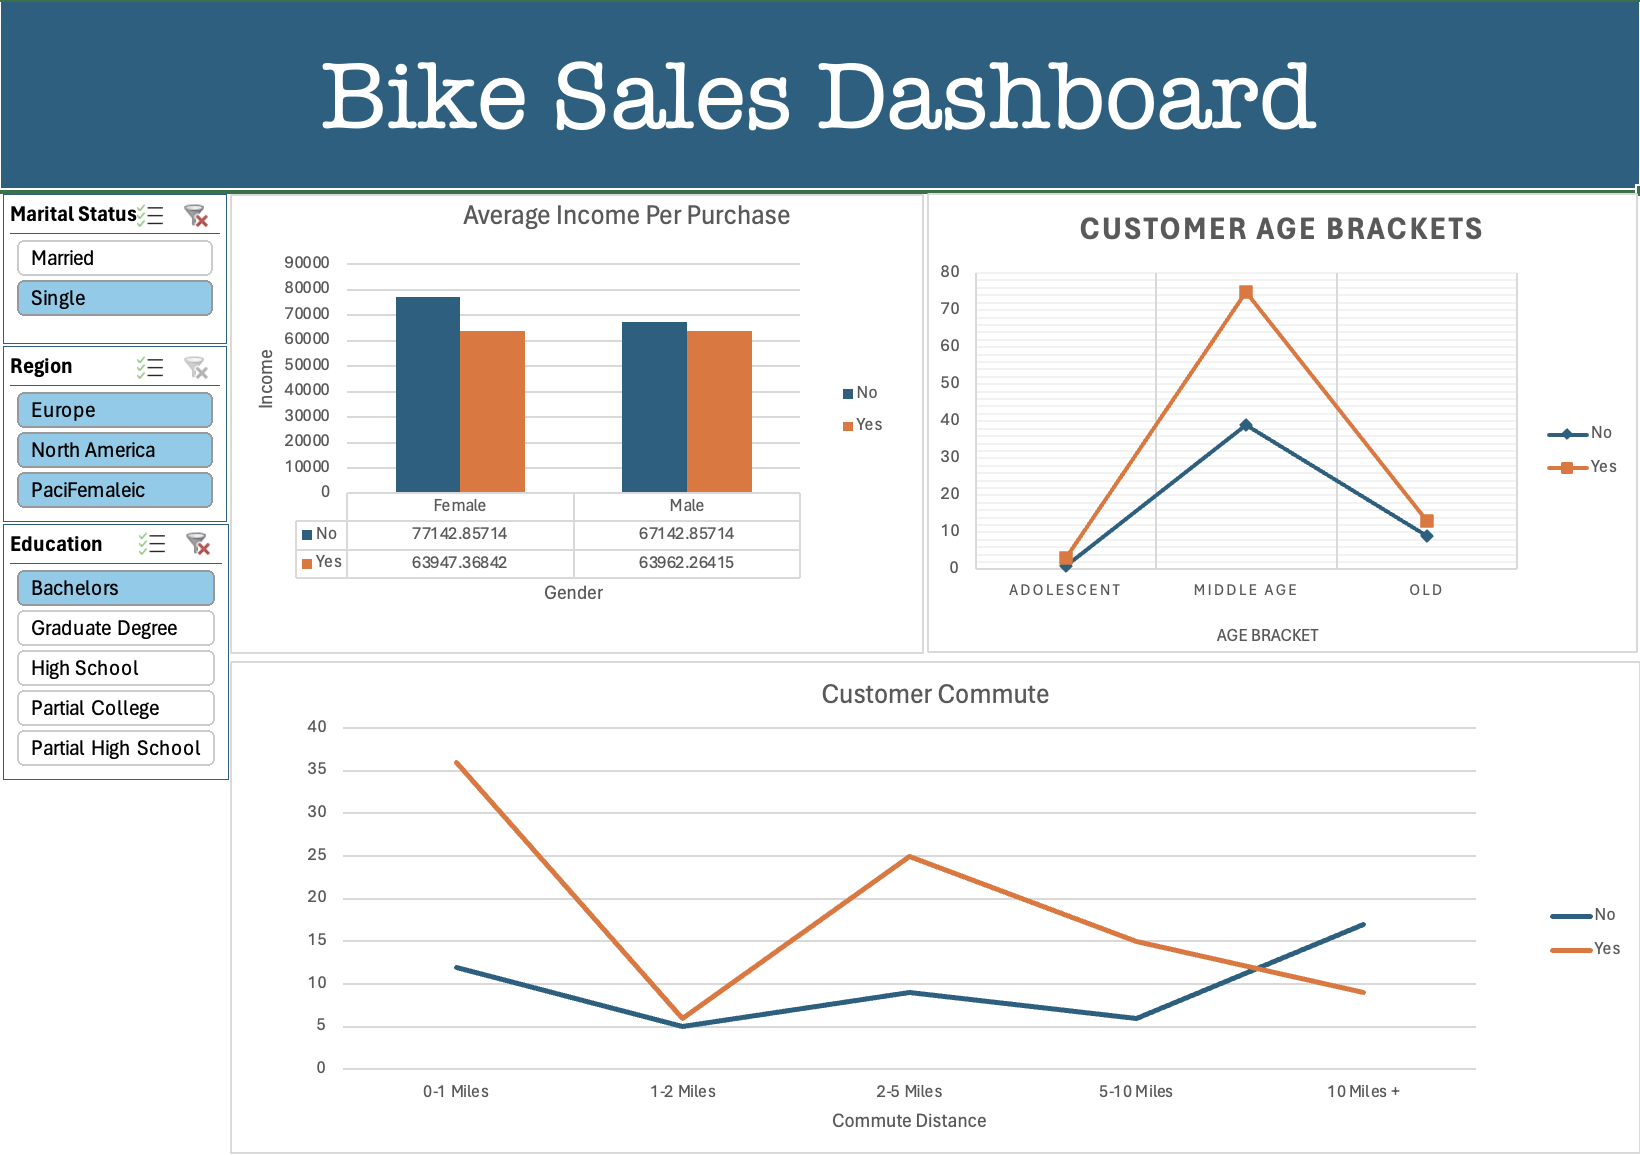 Bike Sales Dashboard
Marital Status
Married
Single
Region
Europe
North America
PaciFemaleic
Education
Bachelors
Graduate Degree
High School
Partial College
Partial High School
Average Income Per Purchase
90000
80000
70000
60000
50000
40000
30000
20000
10000
0
Income
Female Male
No 77142.85714 67142.85714
Yes 63947.36842 63962.26415
Gender
No
Yes
CUSTOMER AGE BRACKETS
80
70
60
50
40
30
20
10
0
ADOLESCENT MIDDLE AGE OLD
AGE BRACKET
No
Yes
Customer Commute
40
35
30
25
20
15
10
5
0
0-1 Miles 1-2 Miles 2-5 Miles 5-10 Miles 10 Miles +
Commute Distance
No
Yes